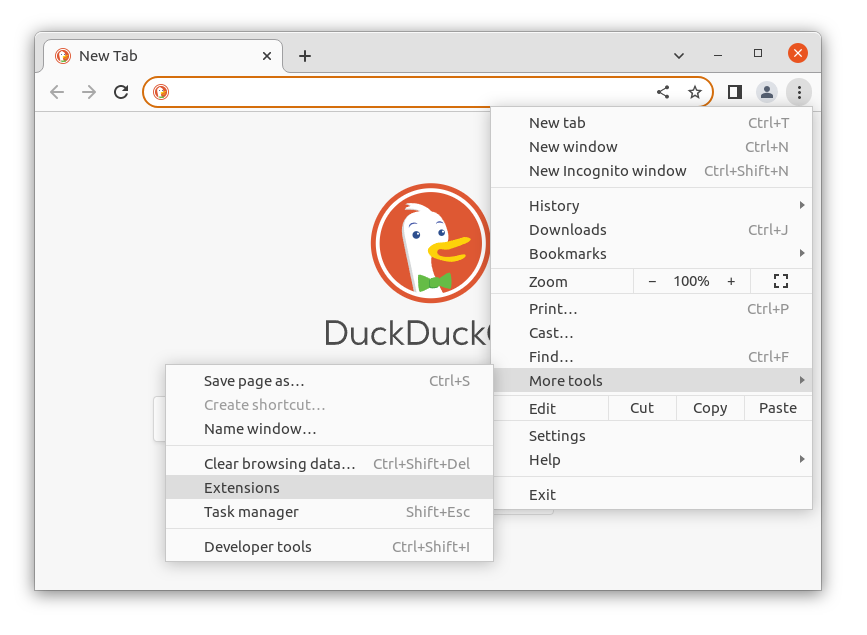 New Tab
New tab Ctrl+T
New window Ctrl+N
New Incognito window Ctrl+Shift+N
History
Downloads Ctrl+J
Bookmarks
Zoom − 100% +
Print… Ctrl+P
Cast…
Find… Ctrl+F
More tools
Edit Cut Copy Paste
Settings
Help
Exit
DuckDuck
Save page as… Ctrl+S
Create shortcut…
Name window…
Clear browsing data… Ctrl+Shift+Del
Extensions
Task manager Shift+Esc
Developer tools Ctrl+Shift+I